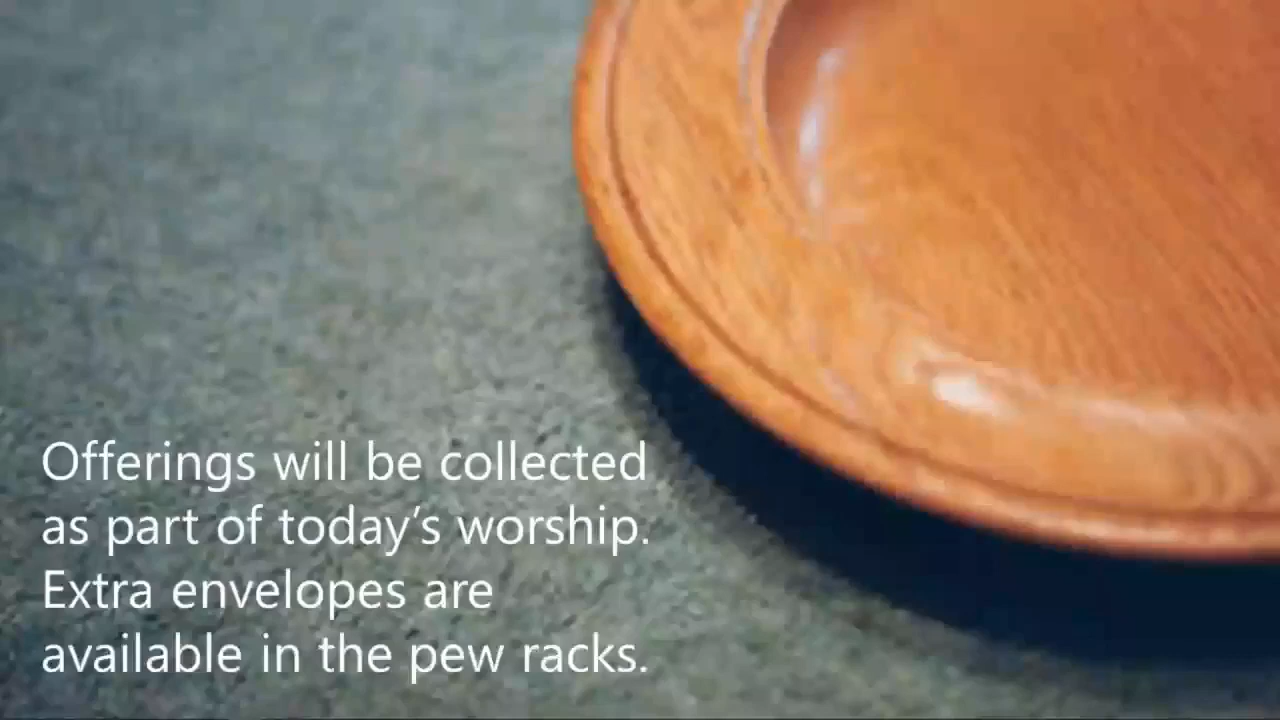 Offerings will be collected
as part of today’s worship.
Extra envelopes are
available in the pew racks.